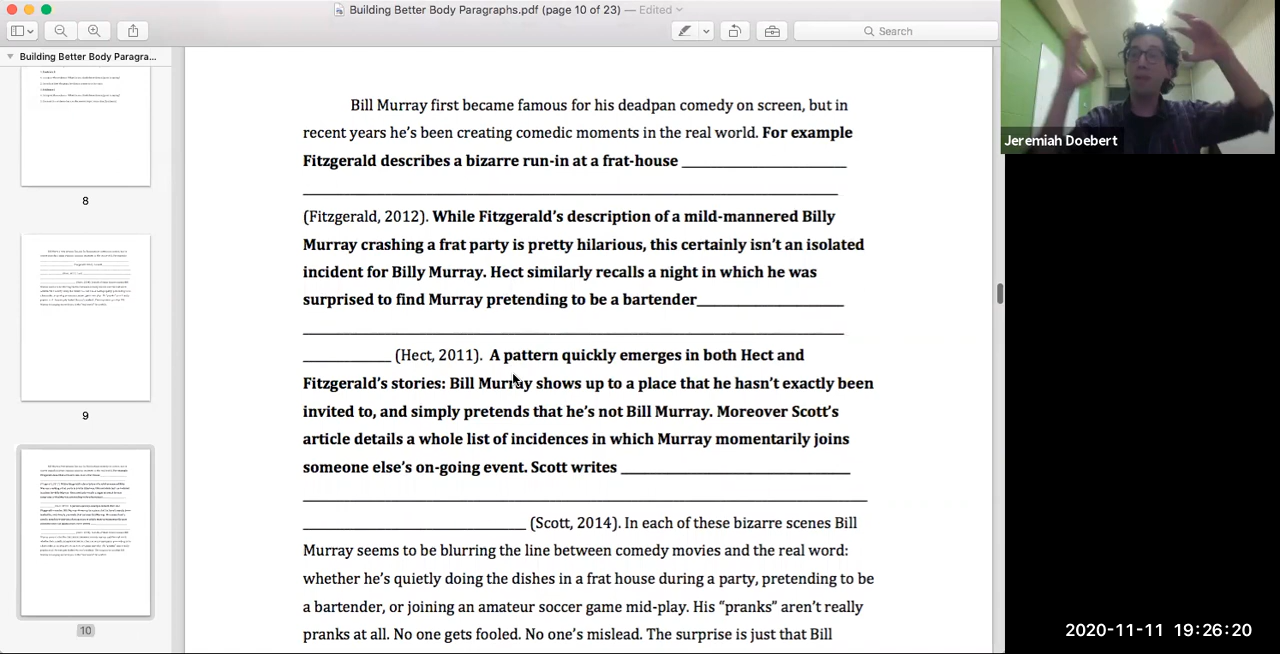 Building Better Body Paragraphs.pdf (page 10 of 23) — Edited
Search
Building Better Body Paragra...
8
9
10
Bill Murray first became famous for his deadpan comedy on screen, but in
recent years he’s been creating comedic moments in the real world. For example
Fitzgerald describes a bizarre run-in at a frat-house ____________________
____________________
(Fitzgerald, 2012). While Fitzgerald’s description of a mild-mannered Billy
Murray crashing a frat party is pretty hilarious, this certainly isn’t an isolated
incident for Billy Murray. Hect similarly recalls a night in which he was
surprised to find Murray pretending to be a bartender____________________
____________________
____________ (Hect, 2011). A pattern quickly emerges in both Hect and
Fitzgerald’s stories: Bill Murray shows up to a place that he hasn’t exactly been
invited to, and simply pretends that he’s not Bill Murray. Moreover Scott’s
article details a whole list of incidences in which Murray momentarily joins
someone else’s on-going event. Scott writes ____________________
____________________
____________________ (Scott, 2014). In each of these bizarre scenes Bill
Murray seems to be blurring the line between comedy movies and the real word:
whether he’s quietly doing the dishes in a frat house during a party, pretending to be
a bartender, or joining an amateur soccer game mid-play. His “pranks” aren’t really
pranks at all. No one gets fooled. No one’s mislead. The surprise is just that Bill
Jeremiah Doebert
2020-11-11 19:26:20